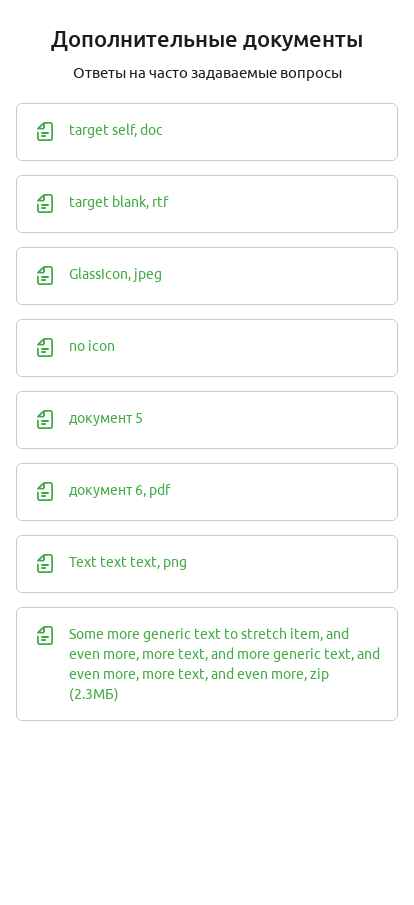 Дополнительные документы
Ответы на часто задаваемые вопросы
target self, doc
target blank, rtf
GlassIcon, jpeg
no icon
документ 5
документ 6, pdf
Text text text, png
Some more generic text to stretch item, and
even more, more text, and more generic text, and
even more, more text, and even more, zip
(2.3МБ)